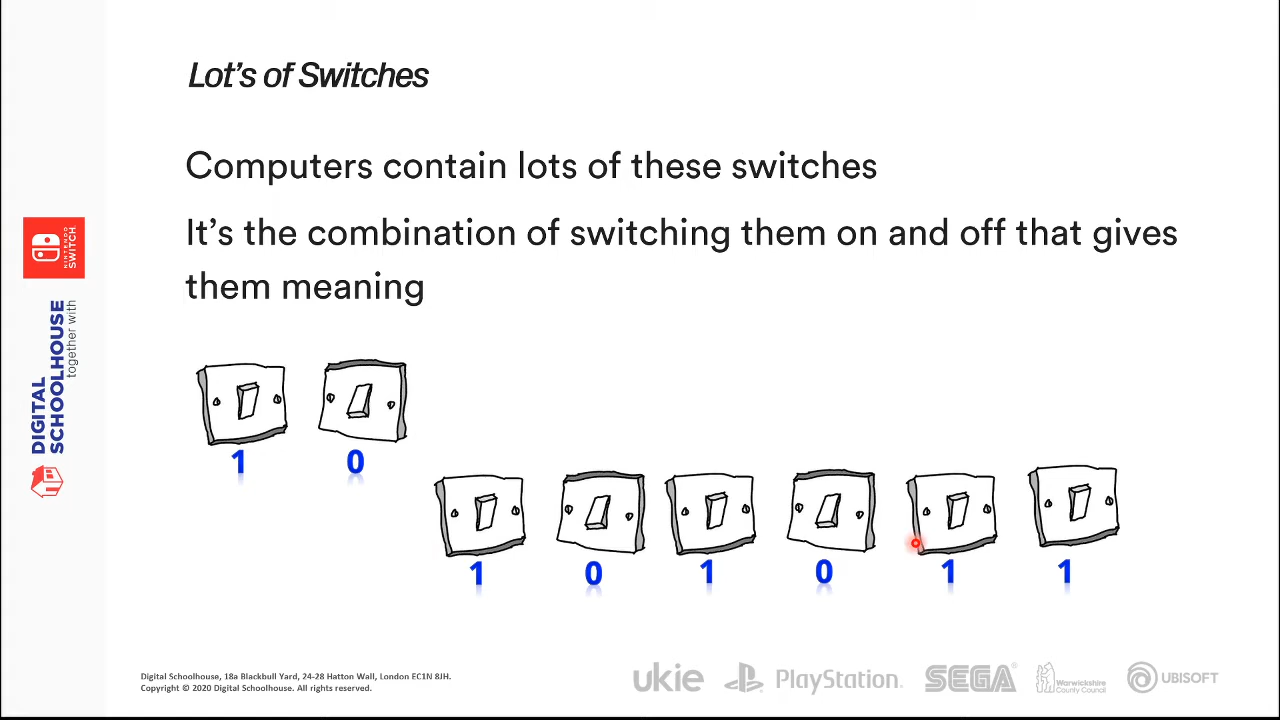 Lot's of Switches
Computers contain lots of these switches
It's the combination of switching them on and off that gives
them meaning
NINTENDO
SWITCH
DIGITAL
SCHOOLHOUSE
together with
1 0
1 0 1 0 1 1
Digital Schoolhouse, 18a Blackbull Yard, 24-28 Hatton Wall, London EC1N 8JH.
Copyright © 2020 Digital Schoolhouse. All rights reserved.
ukie PlayStation. SEGA Warwickshire County Council UBISOFT